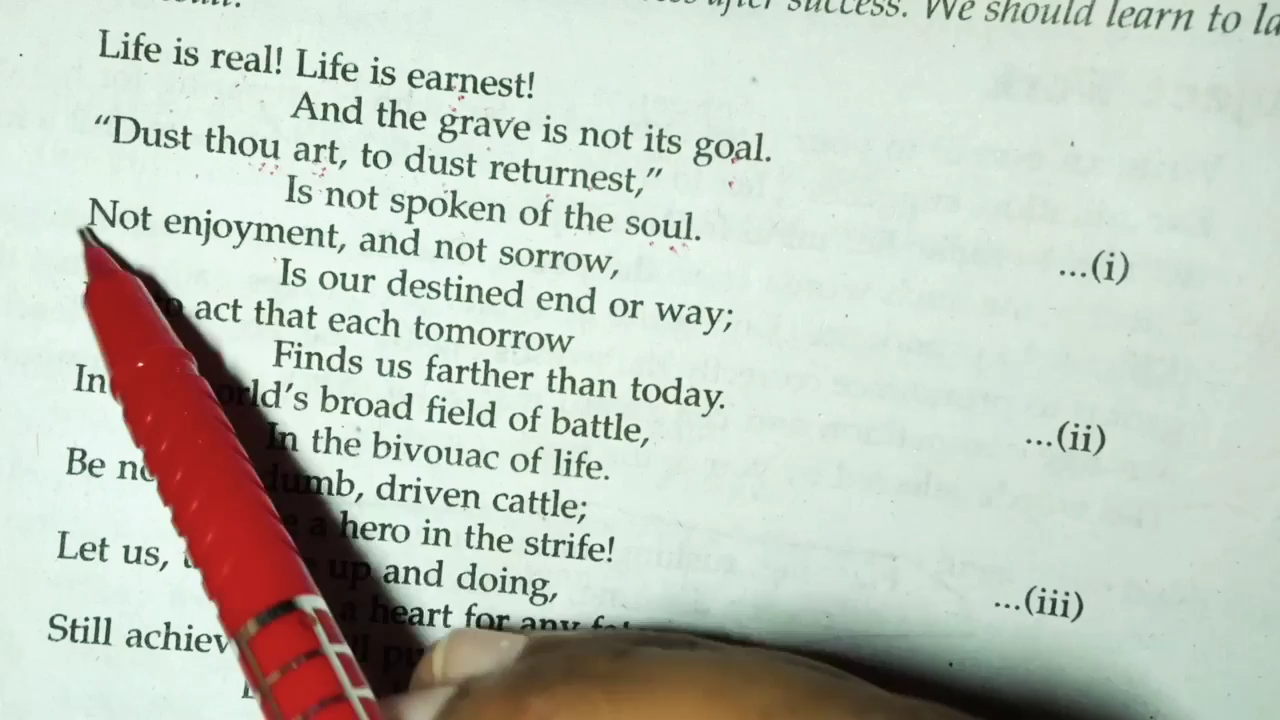 after success. We should learn to
Life is real! Life is earnest!
And the grave is not its goal.
"Dust thou art, to dust returnest,"
Is not spoken of the soul.
...(i)
Not enjoyment, and not sorrow,
Is our destined end or way;
act that each tomorrow
Finds us farther than today.
...(ii)
In world's broad field of battle,
In the bivouac of life.
Be dumb, driven cattle;
a hero in the strife!
...(iii)
Let us, up and doing,
a heart for any
Still